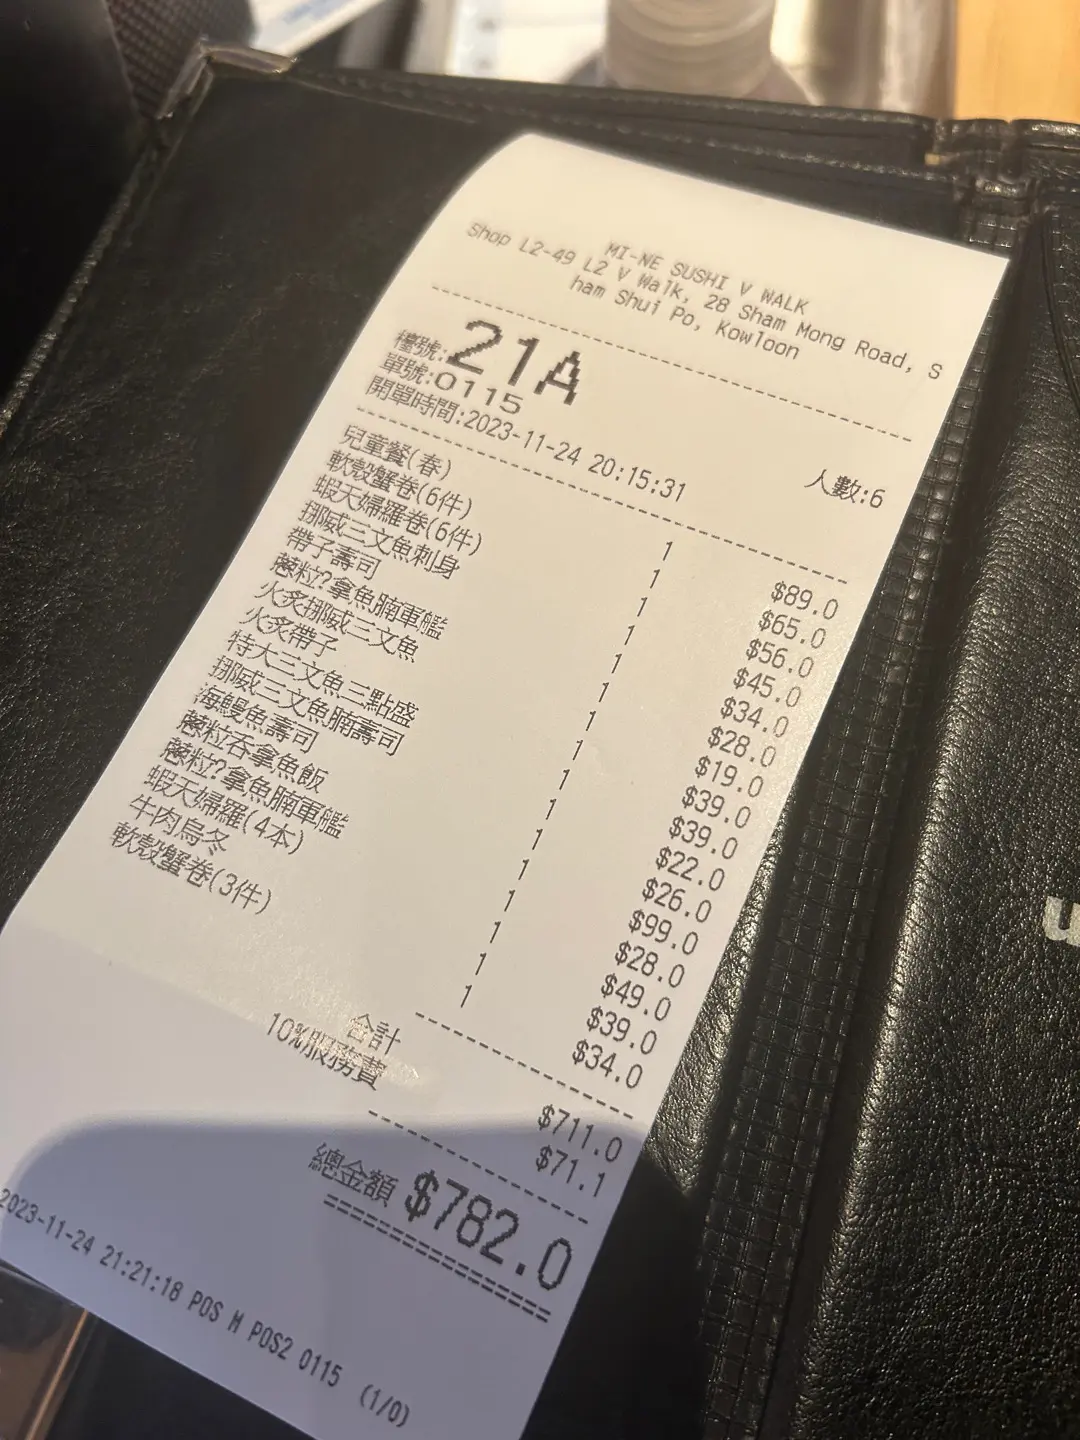 MI-NE SUSHI V WALK
Shop L2-49 L2 V Walk, 28 Sham Mong Road, S
ham Shui Po, Kowloon
檯號:21A
單號:0115 人數:6
開單時間:2023-11-24 20:15:31
兒童餐(春) 1 $89.0
軟殼蟹卷(6件) 1 $65.0
蝦天婦羅卷(6件) 1 $56.0
挪威三文魚刺身 1 $45.0
帶子壽司 1 $34.0
蔥粒?拿魚腩軍艦 1 $28.0
火炙挪威三文魚 1 $19.0
火炙帶子 1 $39.0
特大三文魚三點盛 1 $39.0
挪威三文魚腩壽司 1 $22.0
海鰻魚壽司 1 $26.0
蔥粒吞拿魚飯 1 $99.0
蔥粒?拿魚腩軍艦 1 $28.0
蝦天婦羅(4本) 1 $49.0
牛肉烏冬 1 $39.0
軟殼蟹卷(3件) 1 $34.0
合計 $711.0
10%服務費 $71.1
總金額 $782.0
2023-11-24 21:21:18 POS M POS2 0115 (1/0)